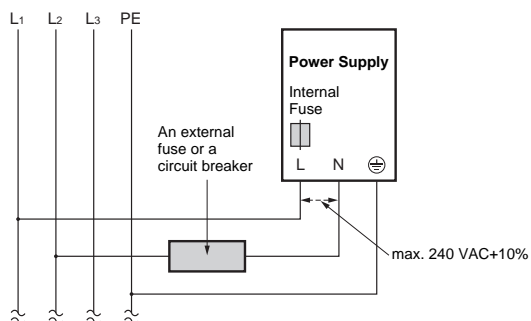 L1 L2 L3 PE
Power Supply
Internal
Fuse
An external
fuse or a
circuit breaker
L N
max. 240 VAC+10%